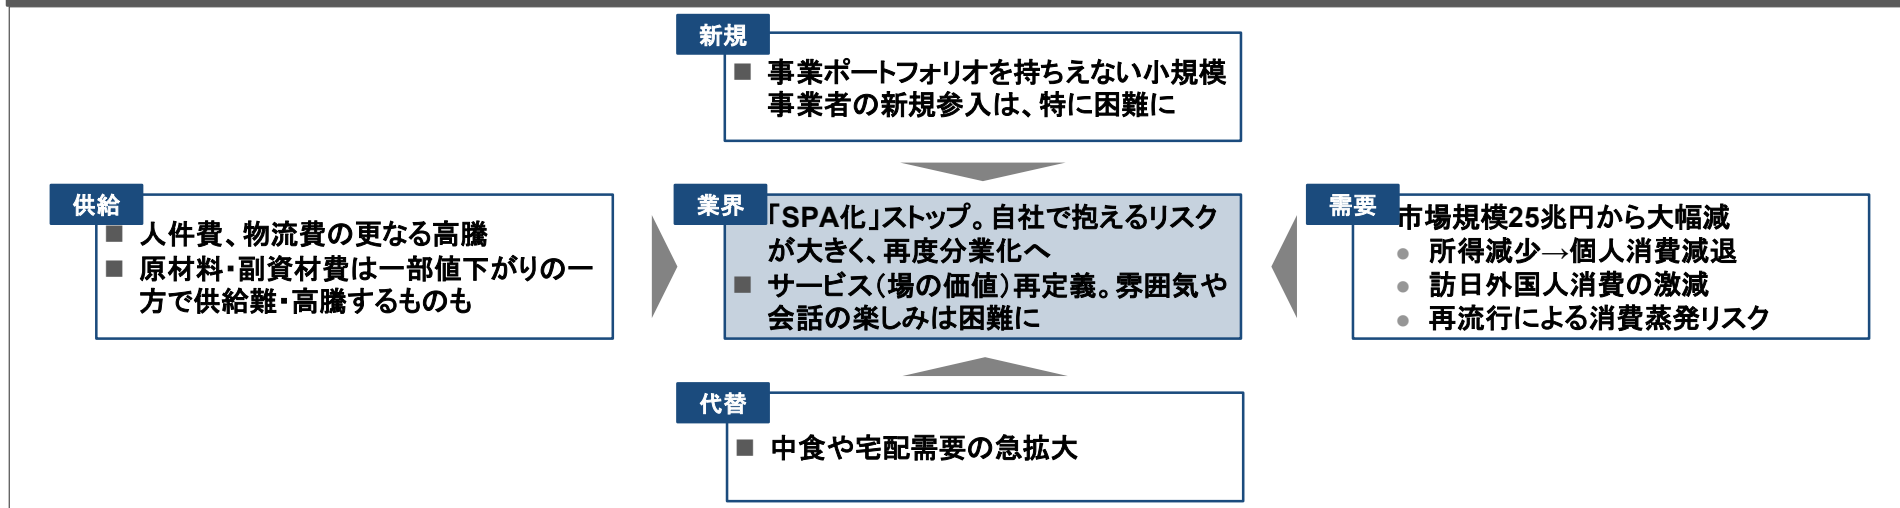 新規
事業ポートフォリオを持ちえない小規模
事業者の新規参入は、特に困難に
供給
人件費、物流費の更なる高騰
原材料・副資材費は一部値下がりの一
方で供給難・高騰するものも
業界
「SPA化」ストップ。自社で抱えるリスク
が大きく、再度分業化へ
サービス(場の価値)再定義。雰囲気や
会話の楽しみは困難に
需要
市場規模25兆円から大幅減
所得減少→個人消費減退
訪日外国人消費の激減
再流行による消費蒸発リスク
代替
中食や宅配需要の急拡大